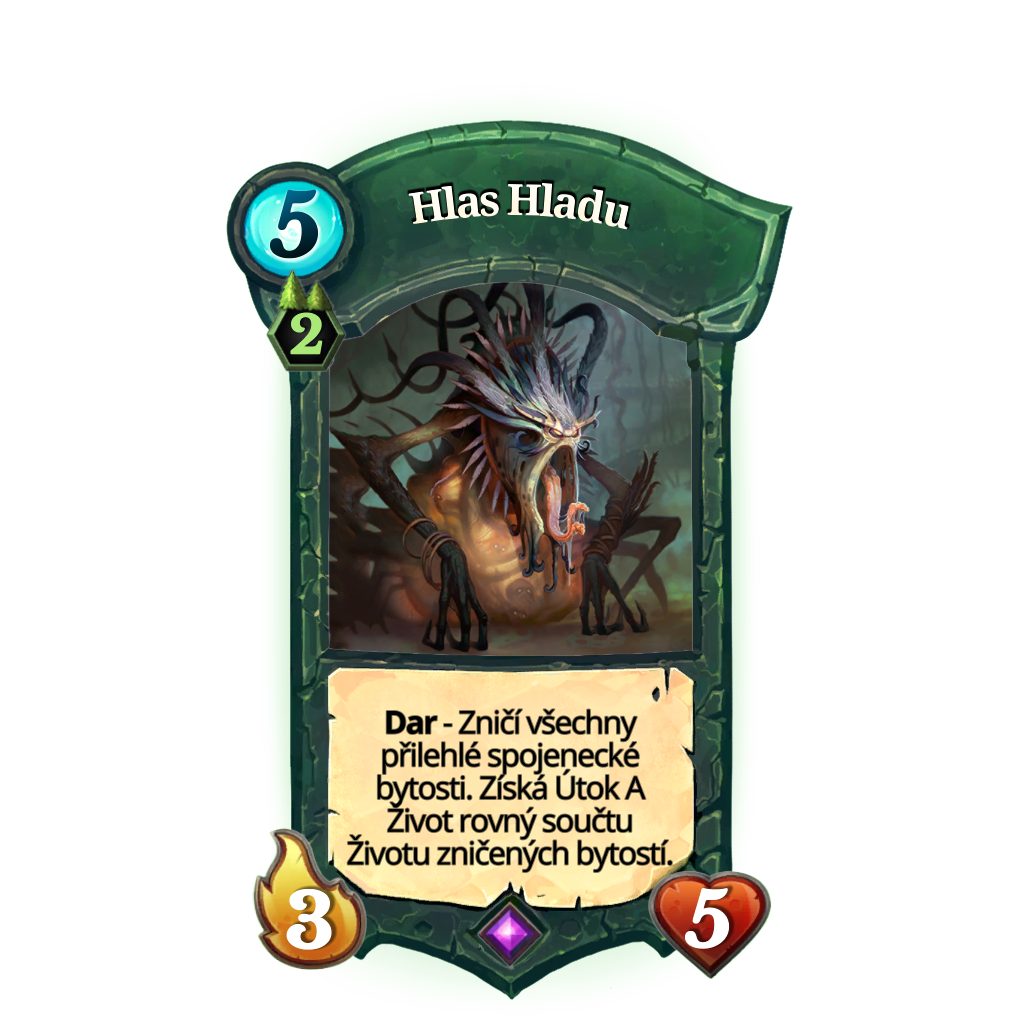 Hlas Hladu
5
2
Dar - Zničí všechny
přilehlé spojenecké
bytosti. Získá Útok A
Život rovný součtu
Životu zničených bytostí.
3
5